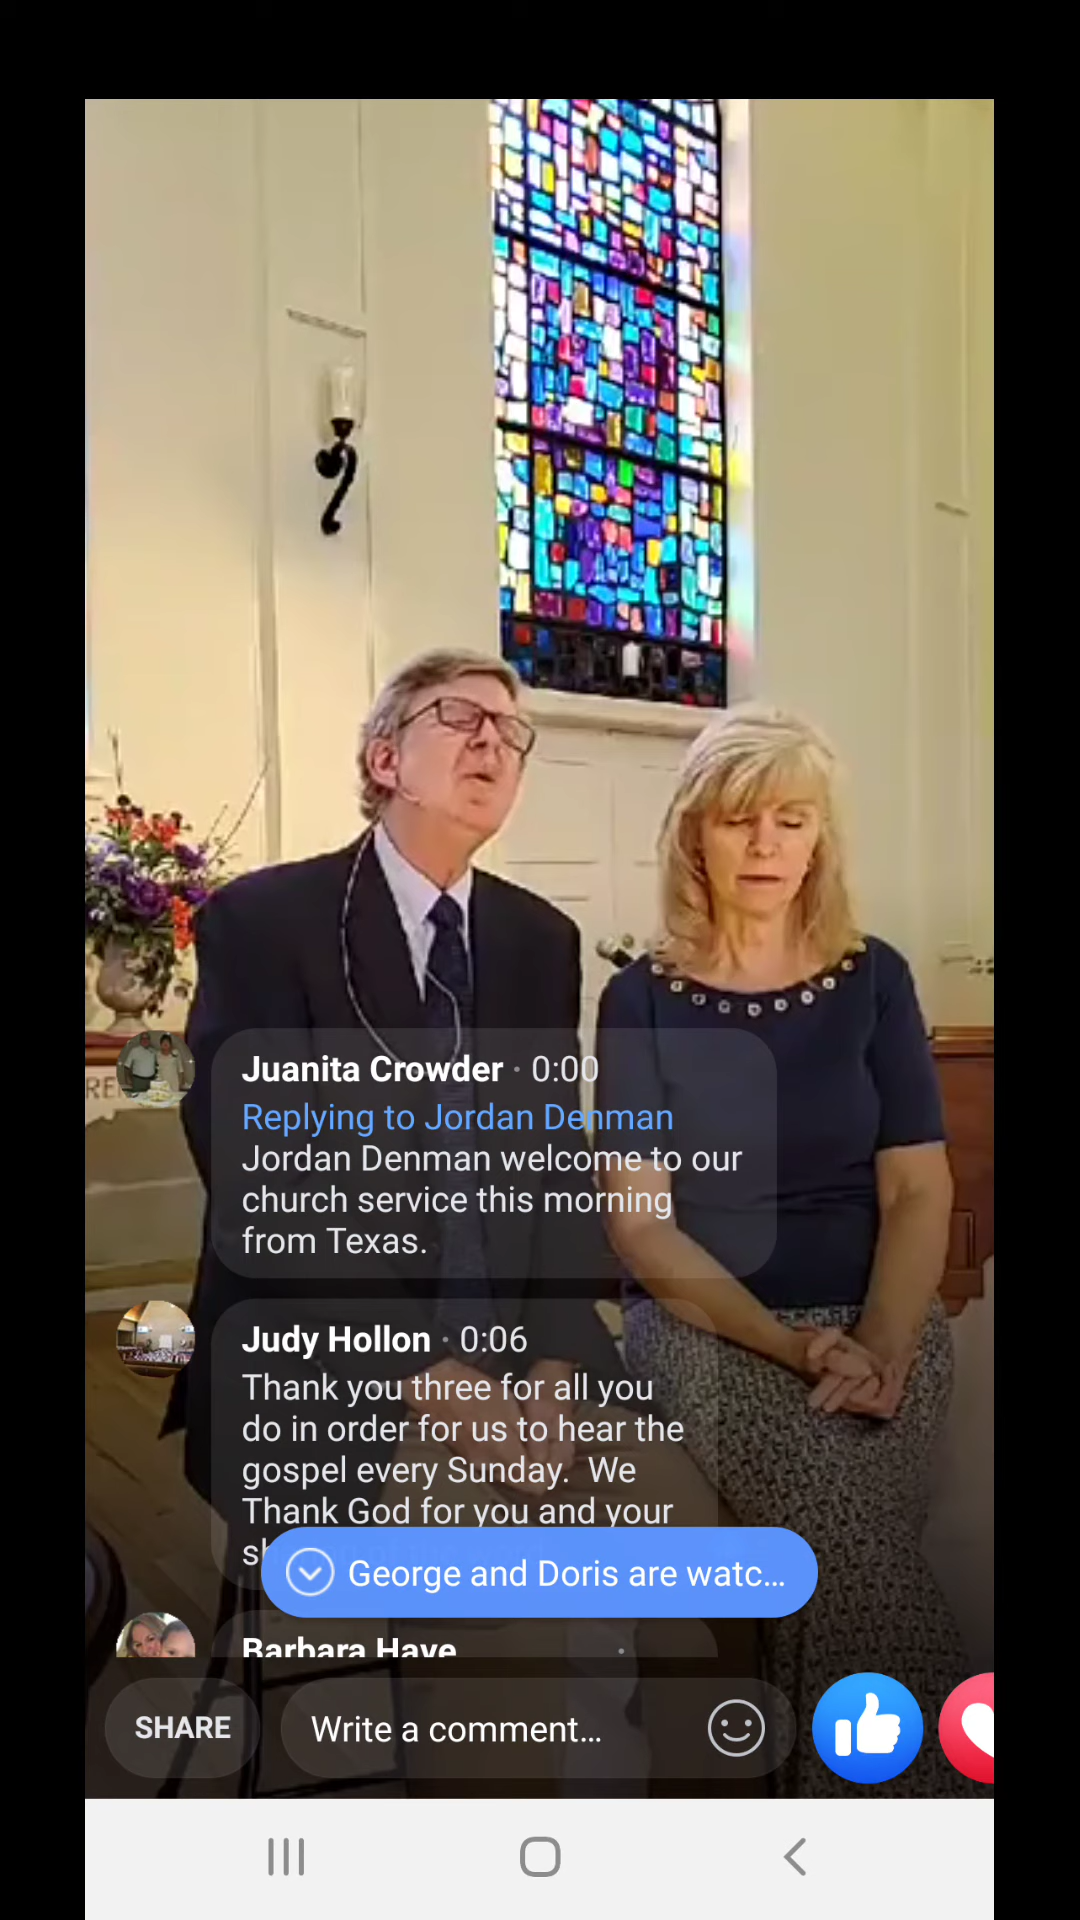 Juanita Crowder · 0:00
Replying to Jordan Denman
Jordan Denman welcome to our
church service this morning
from Texas.
Judy Hollon · 0:06
Thank you three for all you
do in order for us to hear the
gospel every Sunday. We
Thank God for you and your
George and Doris are watc...
Barbara Haye
SHARE
Write a comment...